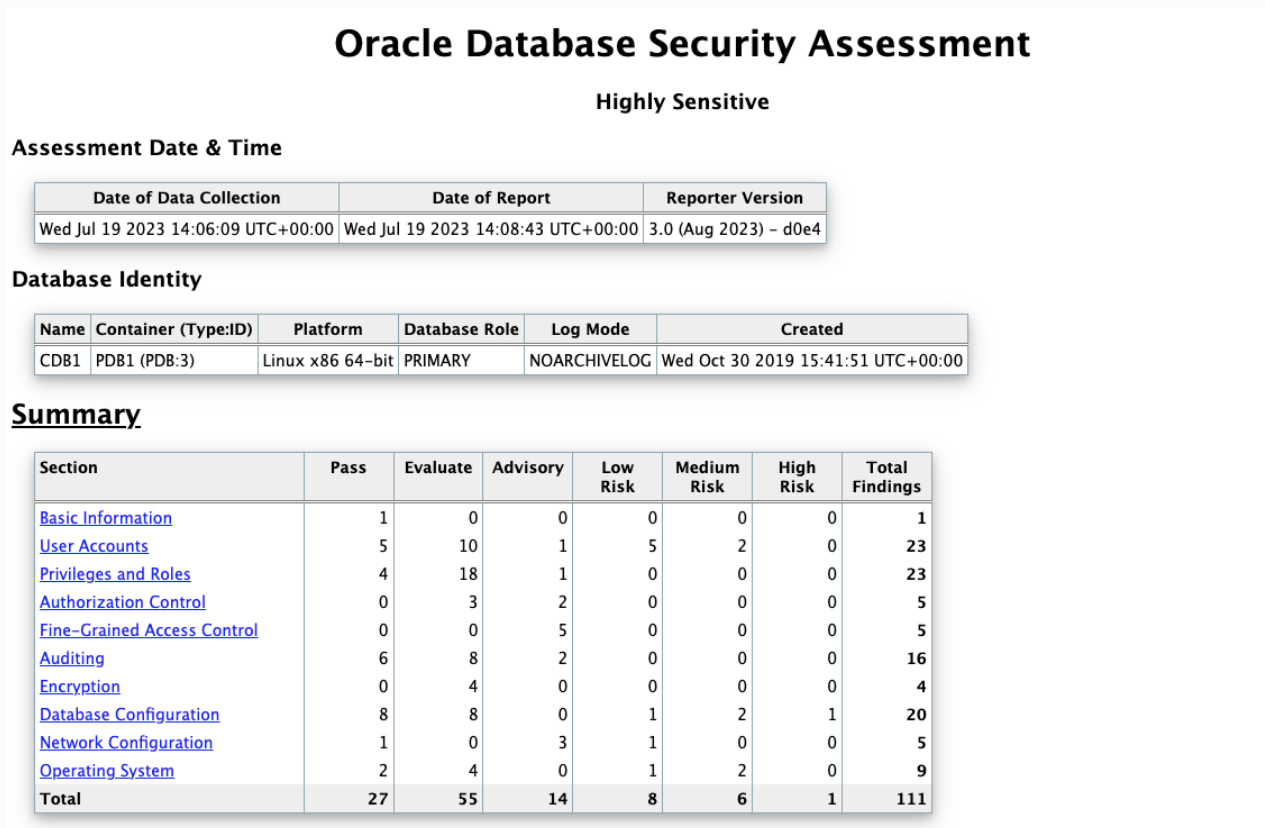 Oracle Database Security Assessment
Highly Sensitive
Assessment Date & Time
Date of Data Collection Date of Report Reporter Version
Wed Jul 19 2023 14:06:09 UTC+00:00 Wed Jul 19 2023 14:08:43 UTC+00:00 3.0 (Aug 2023) – d0e4
Database Identity
Name Container (Type:ID) Platform Database Role Log Mode Created
CDB1 PDB1 (PDB:3) Linux x86 64-bit PRIMARY NOARCHIVELOG Wed Oct 30 2019 15:41:51 UTC+00:00
Summary
Section Pass Evaluate Advisory Low Risk Medium Risk High Risk Total Findings
Basic Information 1 0 0 0 0 0 1
User Accounts 5 10 1 5 2 0 23
Privileges and Roles 4 18 1 0 0 0 23
Authorization Control 0 3 2 0 0 0 5
Fine-Grained Access Control 0 0 5 0 0 0 5
Auditing 6 8 2 0 0 0 16
Encryption 0 4 0 0 0 0 4
Database Configuration 8 8 0 1 2 1 20
Network Configuration 1 0 3 1 0 0 5
Operating System 2 4 0 1 2 0 9
Total 27 55 14 8 6 1 111